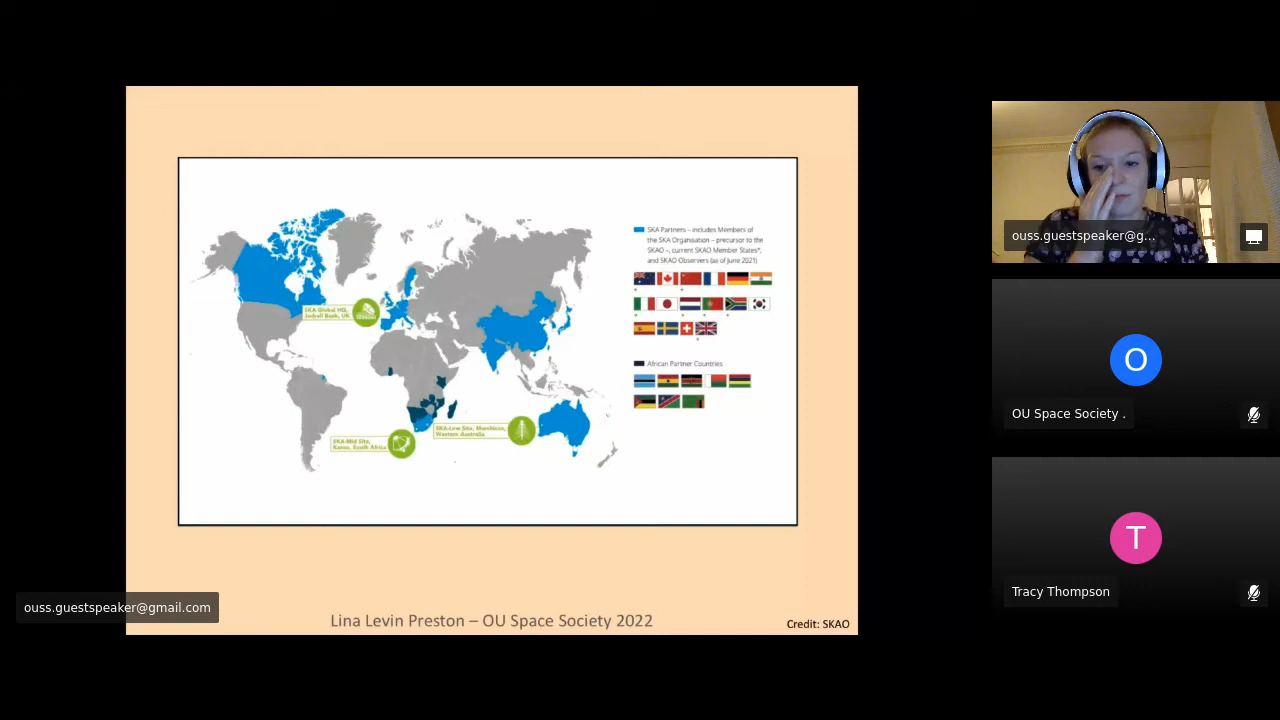 SKA Partners – includes Members of
the SKA Organisation – precursor to the
SKAO –, current SKAO Member States*,
and SKAO Observers (as of June 2021)
SKA Global HQ,
Jodrell Bank, UK
African Partner Countries
SKA-Low Site, Murchison,
Western Australia
SKA-Mid Site,
Karoo, South Africa
Lina Levin Preston – OU Space Society 2022
Credit: SKAO
ouss.guestspeaker@gmail.com
ouss.guestspeaker@g...
O
OU Space Society .
T
Tracy Thompson